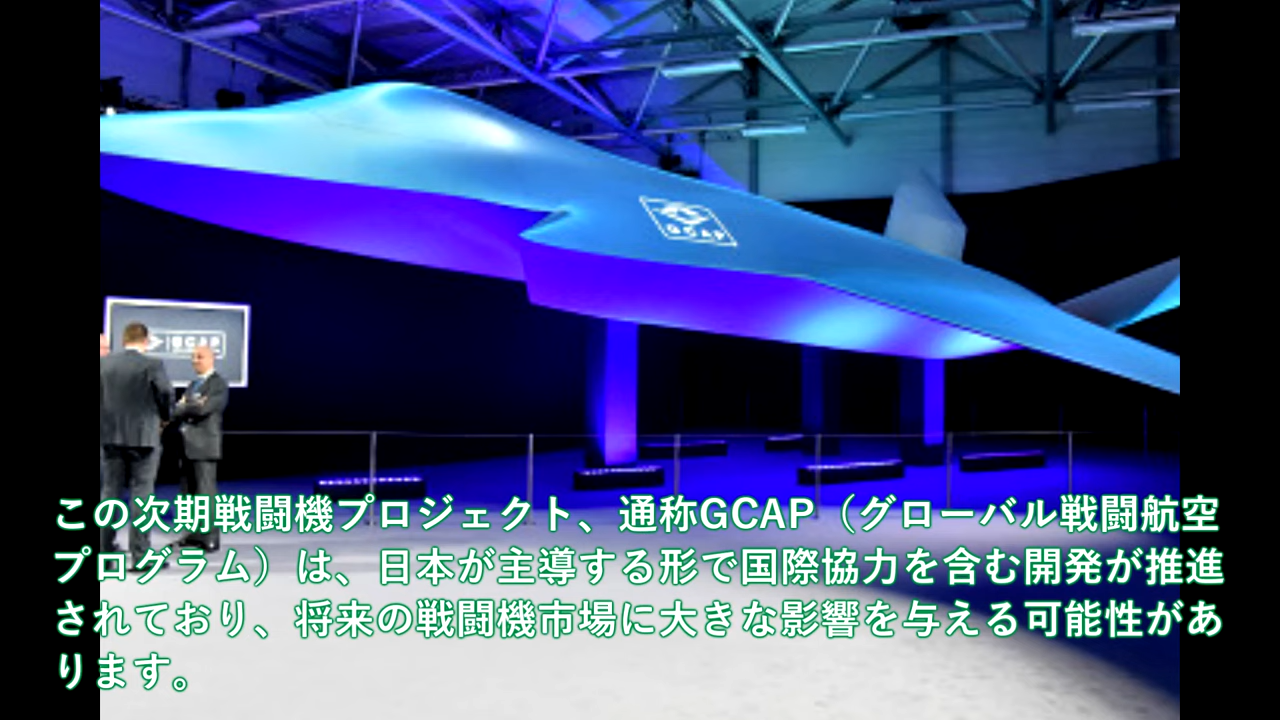 GCAP
GCAP
この次期戦闘機プロジェクト、通称GCAP（グローバル戦闘航空
プログラム）は、日本が主導する形で国際協力を含む開発が推進
されており、将来の戦闘機市場に大きな影響を与える可能性があ
ります。